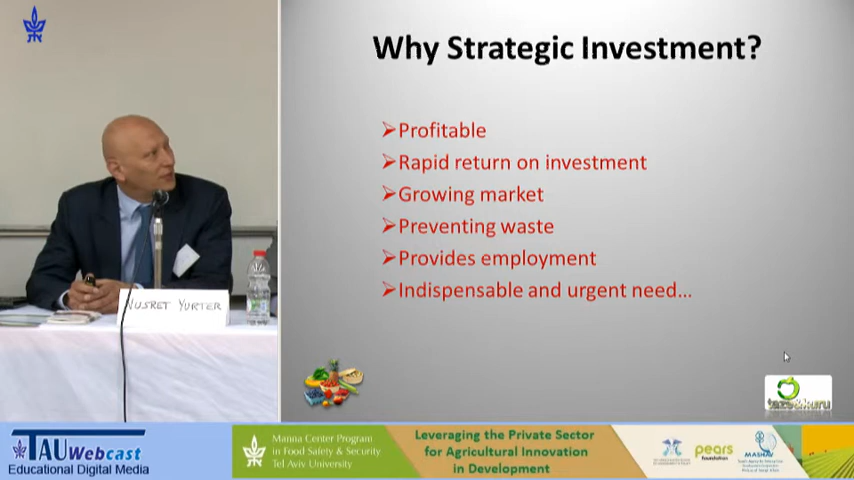 Why Strategic Investment?
Profitable
Rapid return on investment
Growing market
Preventing waste
Provides employment
Indispensable and urgent need...
NUSRET YURTER
taze&kuru
TAU Webcast
Educational Digital Media
Manna Center Program
in Food Safety & Security
Tel Aviv University
Leveraging the Private Sector
for Agricultural Innovation
in Development
pears
foundation
MASHAV